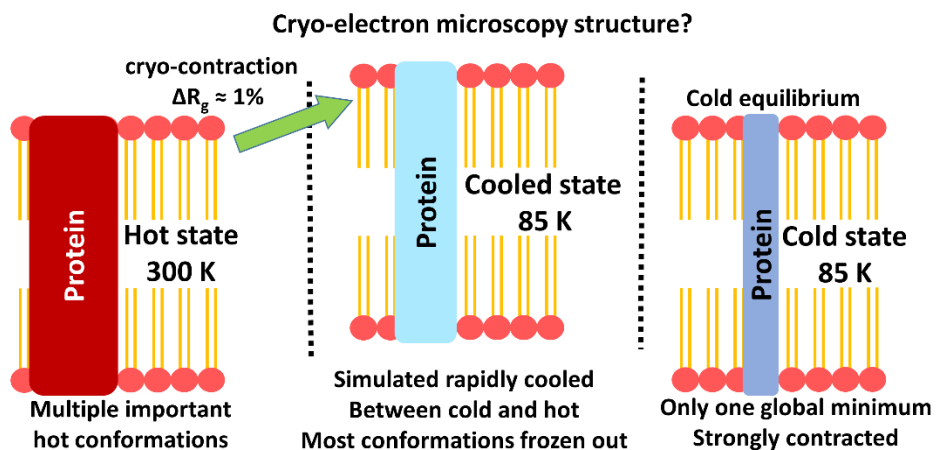 Cryo-electron microscopy structure?
cryo-contraction
ΔRg ≈ 1%
Protein
Hot state
300 K
Multiple important
hot conformations
Protein
Cooled state
85 K
Simulated rapidly cooled
Between cold and hot
Most conformations frozen out
Cold equilibrium
Protein
Cold state
85 K
Only one global minimum
Strongly contracted